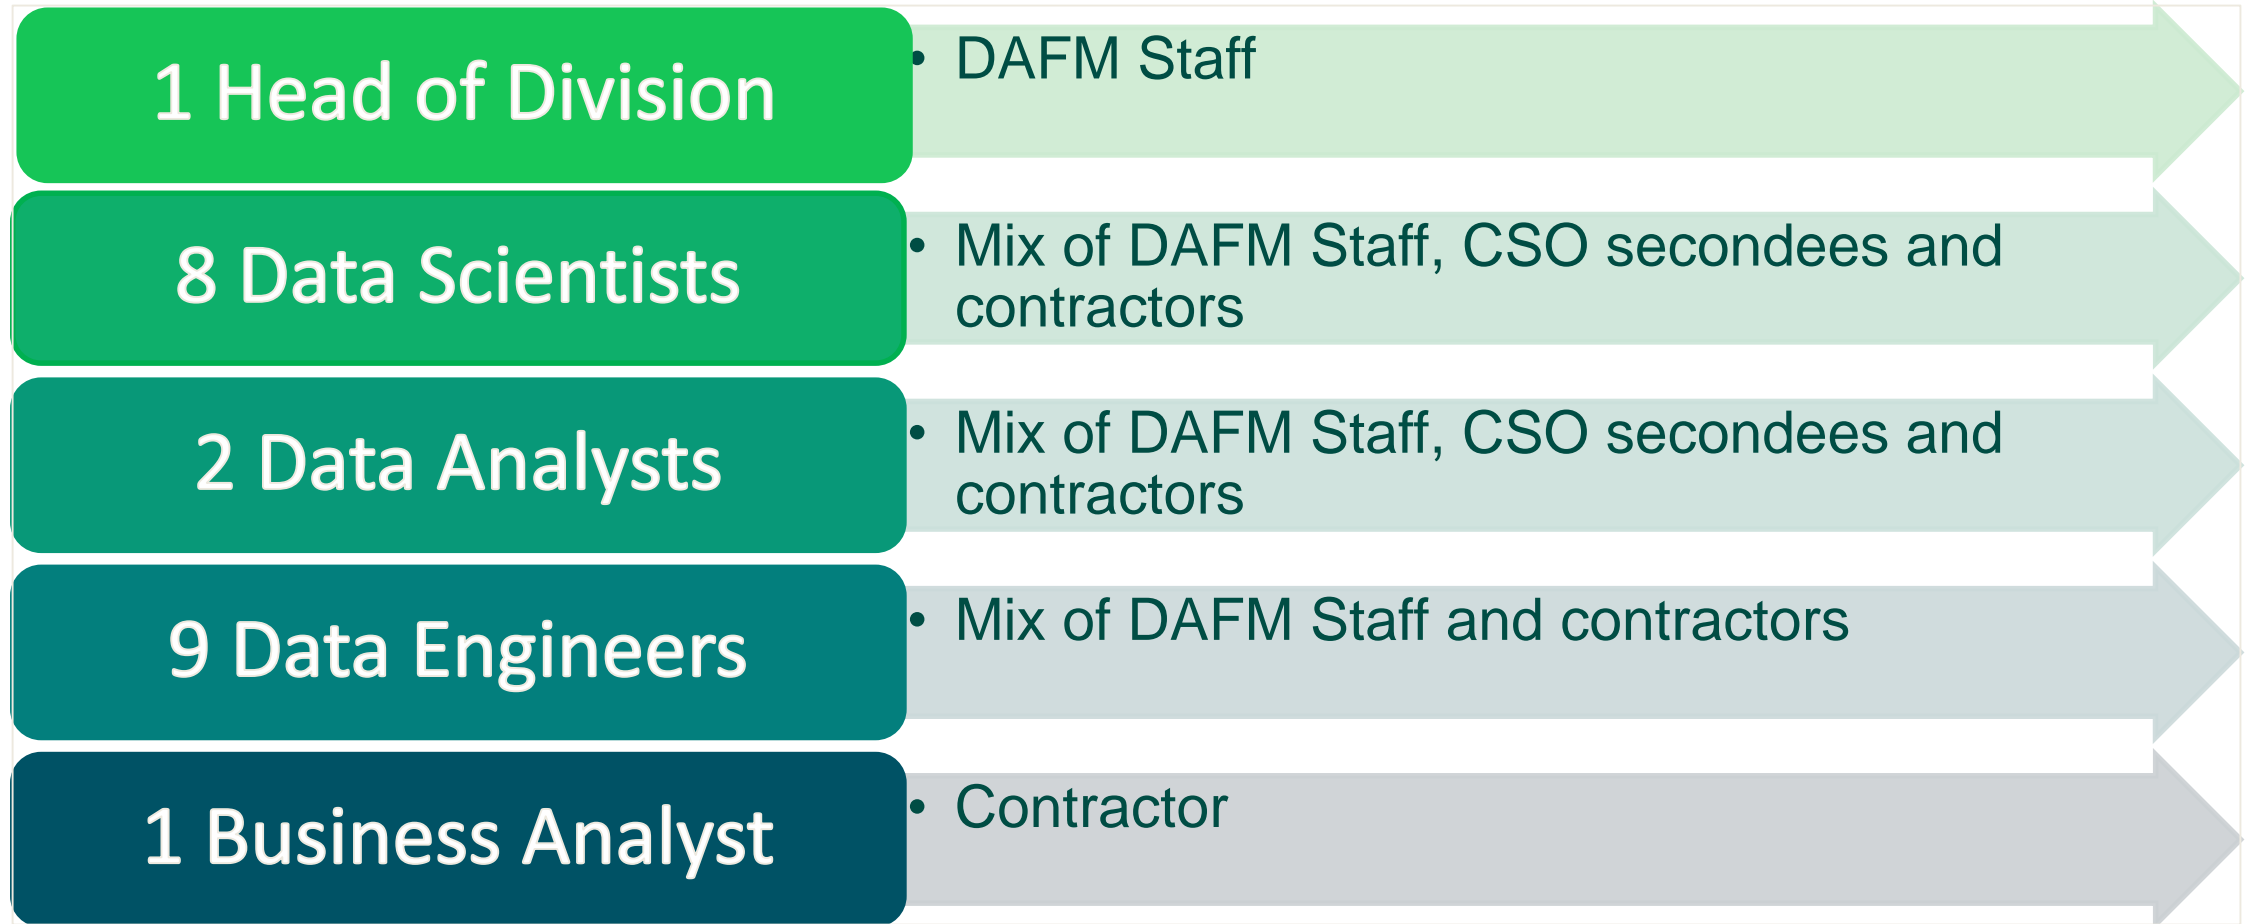 1 Head of Division
• DAFM Staff
8 Data Scientists
• Mix of DAFM Staff, CSO secondees and
contractors
2 Data Analysts
• Mix of DAFM Staff, CSO secondees and
contractors
9 Data Engineers
• Mix of DAFM Staff and contractors
1 Business Analyst
• Contractor